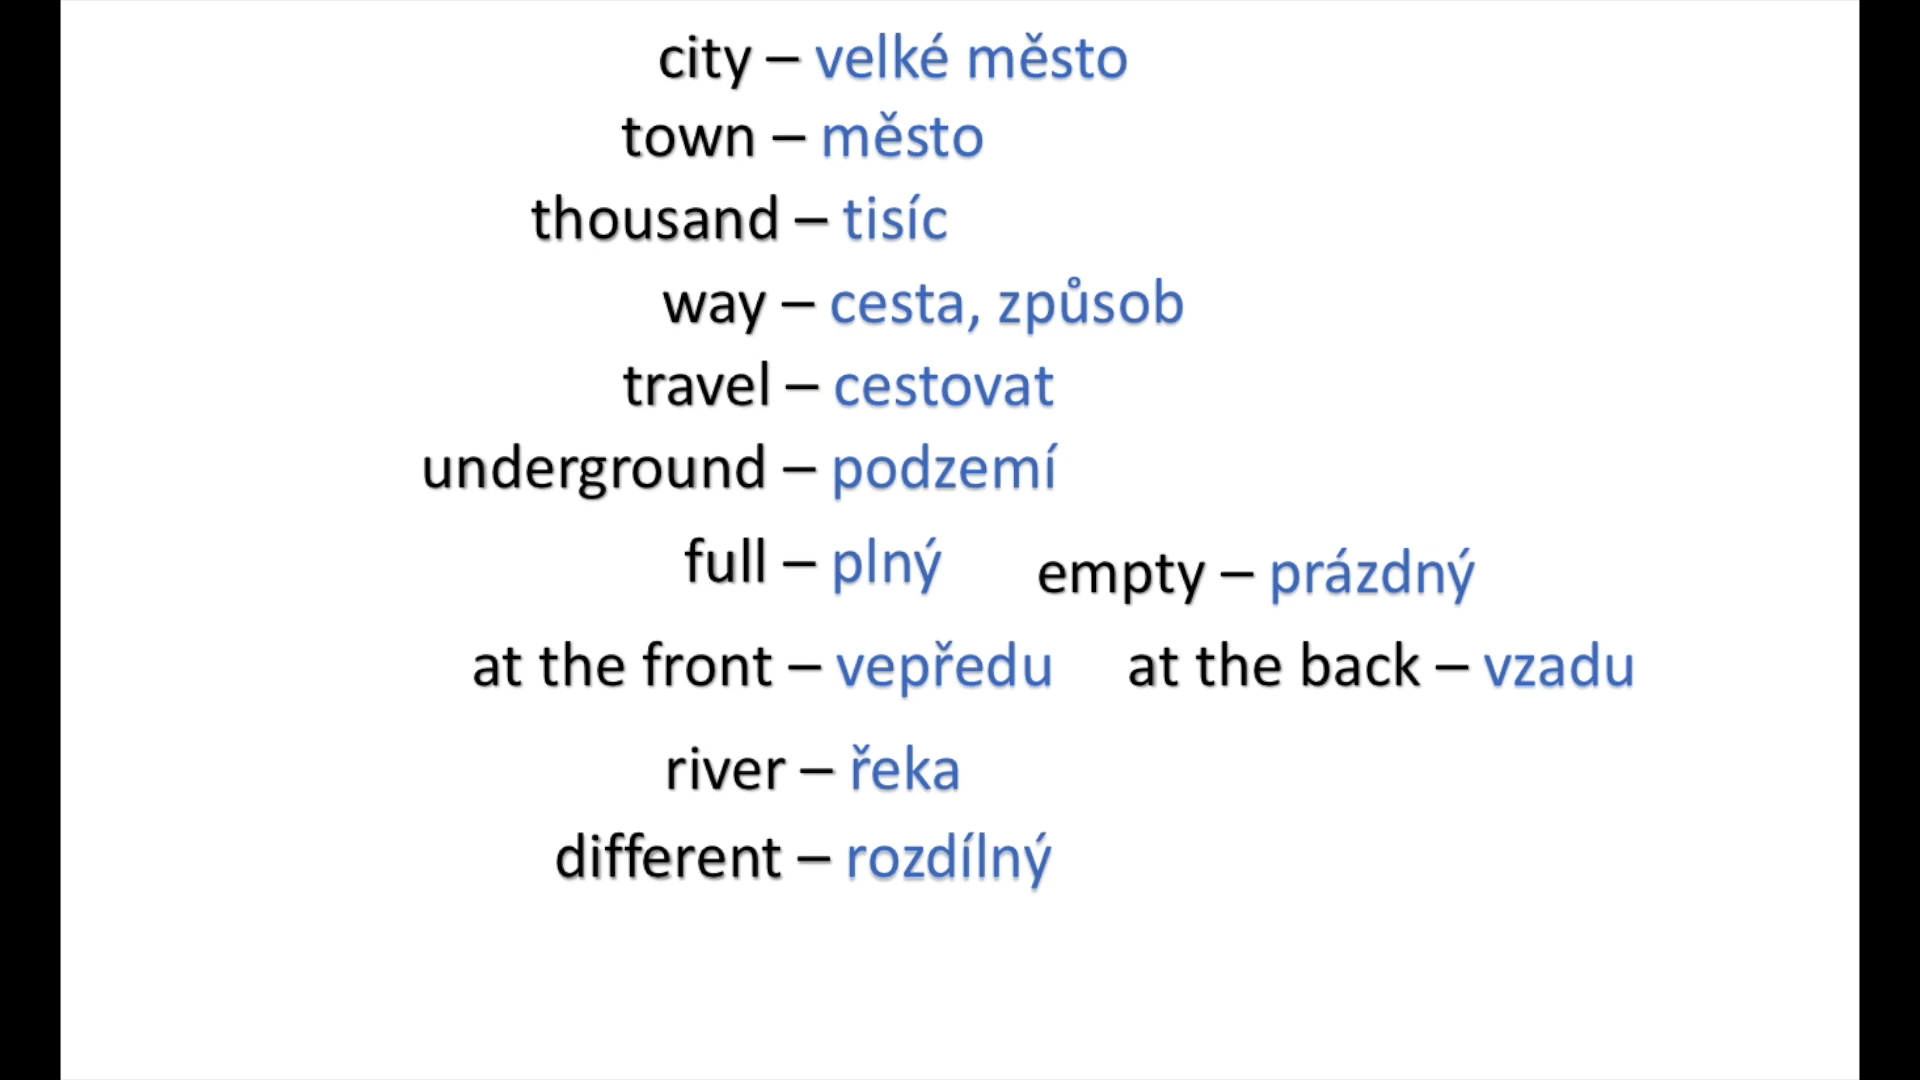 city – velké město
town – město
thousand – tisíc
way – cesta, způsob
travel – cestovat
underground – podzemí
full – plný
empty – prázdný
at the front – vepředu
at the back – vzadu
river – řeka
different – rozdílný